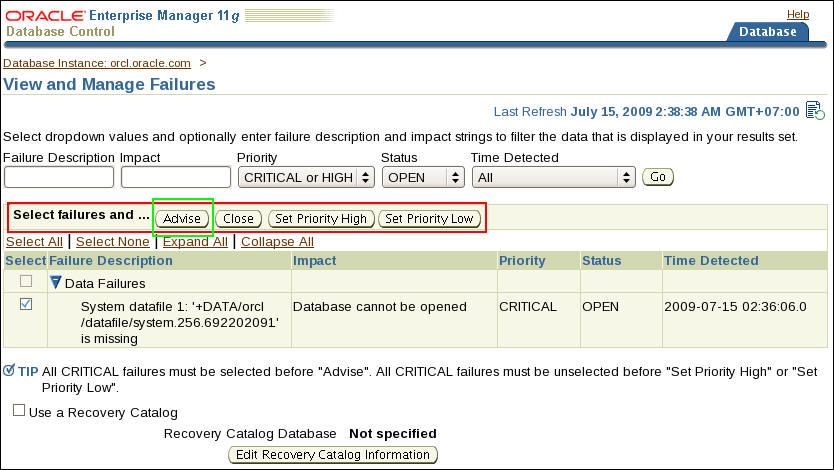 ORACLE Enterprise Manager 11g
Database Control
Help
Database
Database Instance: orcl.oracle.com >
View and Manage Failures
Last Refresh July 15, 2009 2:38:38 AM GMT+07:00
Select dropdown values and optionally enter failure description and impact strings to filter the data that is displayed in your results set.
Failure Description Impact Priority Status Time Detected
CRITICAL or HIGH OPEN All Go
Select failures and ... Advise Close Set Priority High Set Priority Low
Select All | Select None | Expand All | Collapse All
Select Failure Description Impact Priority Status Time Detected
Data Failures
System datafile 1: '+DATA/orcl Database cannot be opened CRITICAL OPEN 2009-07-15 02:36:06.0
/datafile/system.256.692202091'
is missing
TIP All CRITICAL failures must be selected before "Advise". All CRITICAL failures must be unselected before "Set Priority High" or "Set
Priority Low".
Use a Recovery Catalog
Recovery Catalog Database Not specified
Edit Recovery Catalog Information